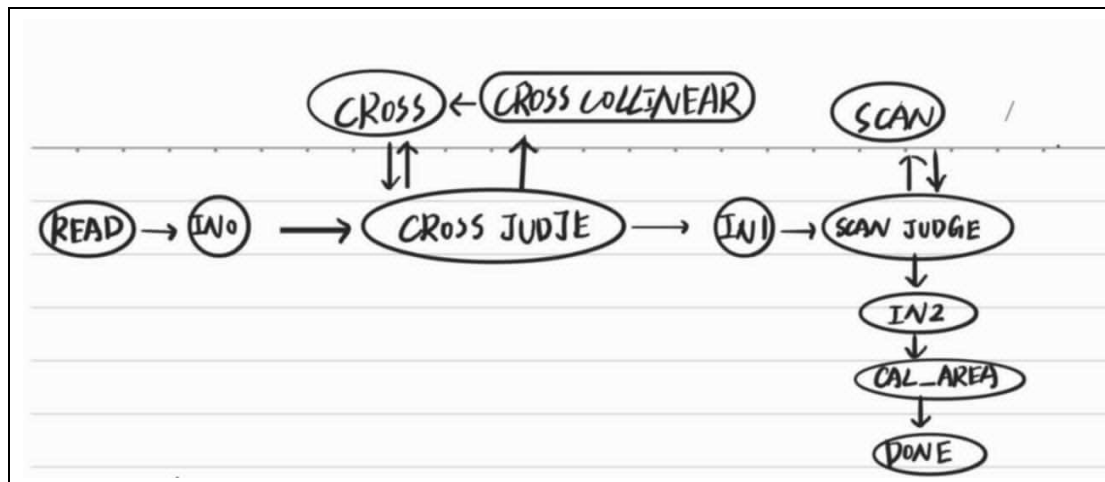 CROSS
CROSS COLLINEAR
SCAN
READ
IN0
CROSS JUDJE
IN1
SCAN JUDGE
IN2
CAL_AREA
DONE